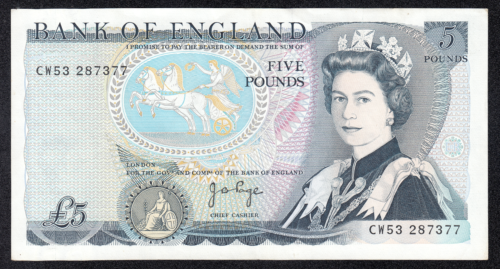 BANK OF ENGLAND
I PROMISE TO PAY THE BEARER ON DEMAND THE SUM OF
5
POUNDS
CW53 287377
FIVE
POUNDS
LONDON
FOR THE GOVR AND COMPA OF THE BANK OF ENGLAND
CHIEF CASHIER
£5
CW53 287377